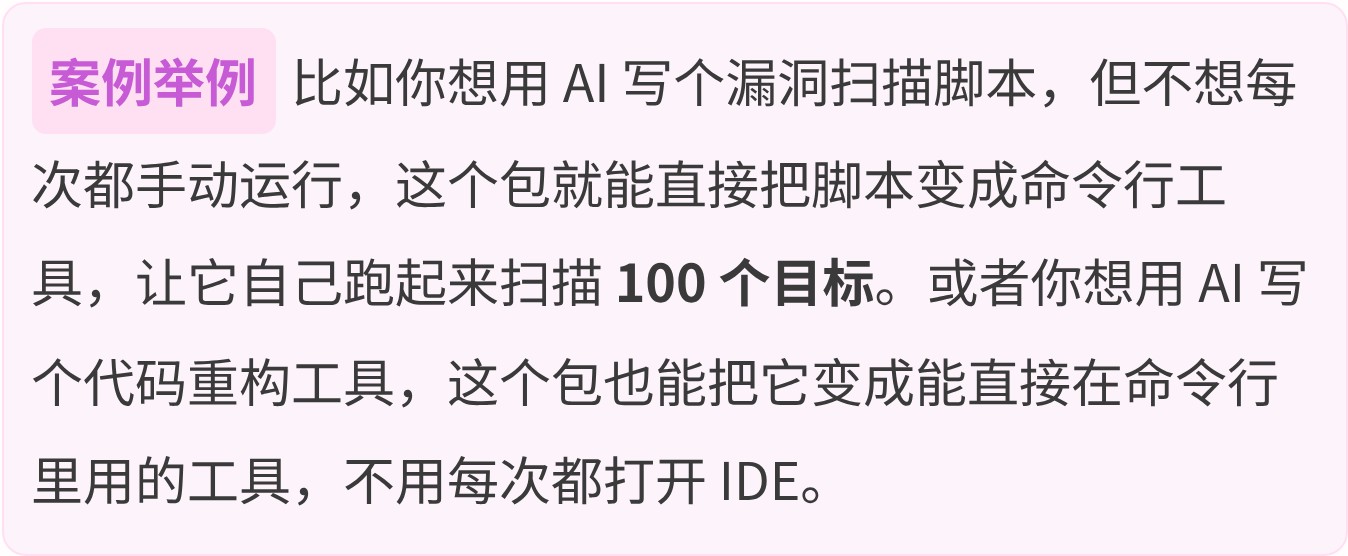 案例举例 比如你想用 AI 写个漏洞扫描脚本，但不想每
次都手动运行，这个包就能直接把脚本变成命令行工
具，让它自己跑起来扫描 100 个目标。或者你想用 AI 写
个代码重构工具，这个包也能把它变成能直接在命令行
里用的工具，不用每次都打开 IDE。